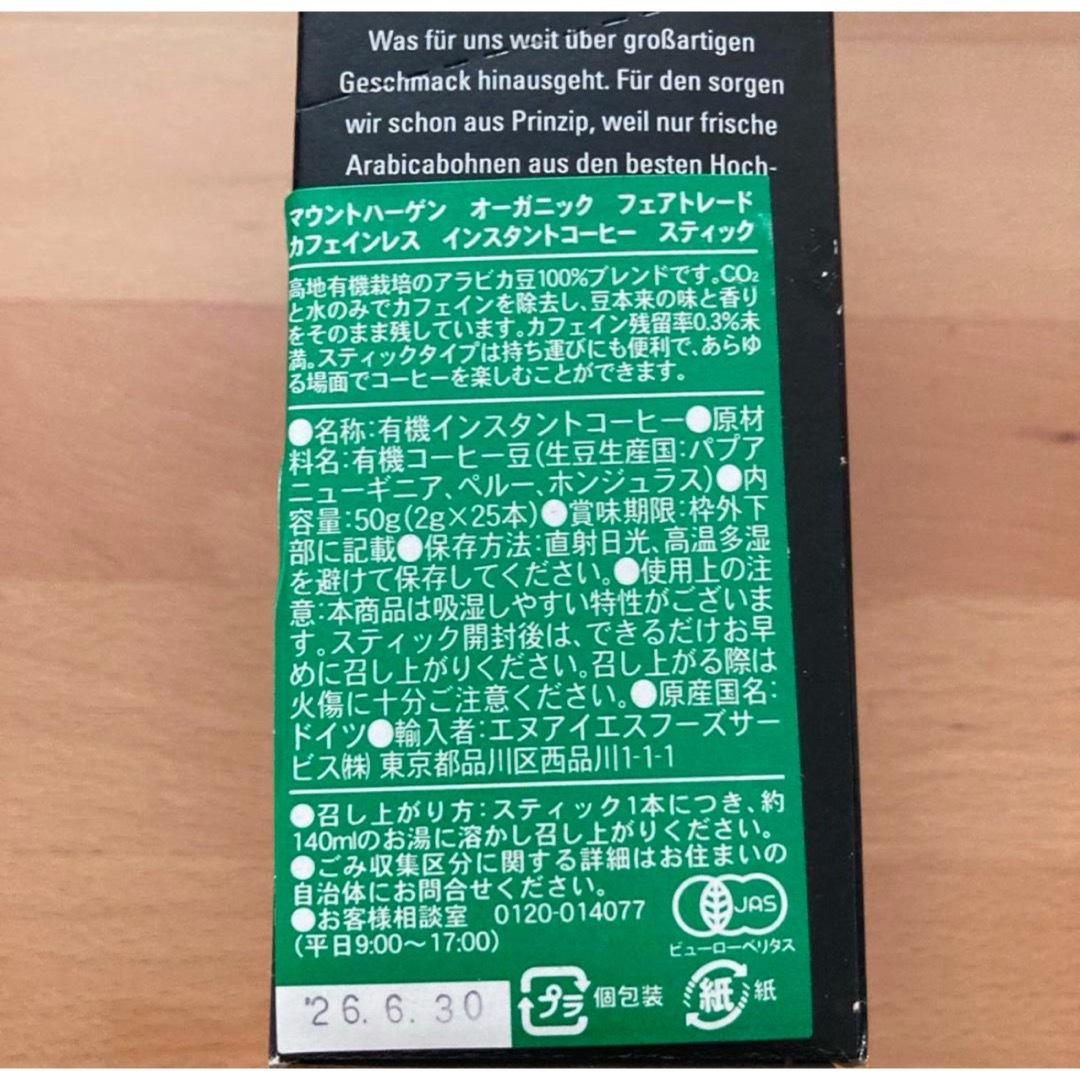 Was für uns weit über großartigen
Geschmack hinausgeht. Für den sorgen
wir schon aus Prinzip, weil nur frische
Arabicabohnen aus den besten Hoch-
マウントハーゲン オーガニック フェアトレード
カフェインレス インスタントコーヒー スティック
高地有機栽培のアラビカ豆100%ブレンドです。CO₂
と水のみでカフェインを除去し、豆本来の味と香り
をそのまま残しています。カフェイン残留率0.3%未
満。スティックタイプは持ち運びにも便利で、あらゆ
る場面でコーヒーを楽しむことができます。
●名称:有機インスタントコーヒー●原材
料名:有機コーヒー豆(生豆生産国:パプア
ニューギニア、ペルー、ホンジュラス)●内
容量:50g(2g×25本)●賞味期限:枠外下
部に記載●保存方法:直射日光、高温多湿
を避けて保存してください。●使用上の注
意:本商品は吸湿しやすい特性がございま
す。スティック開封後は、できるだけお早
めに召し上がりください。召し上がる際は
火傷に十分ご注意ください。●原産国名:
ドイツ●輸入者:エヌアイエスフーズサー
ビス㈱ 東京都品川区西品川1-1-1
●召し上がり方:スティック1本につき、約
140mlのお湯に溶かし召し上がりください。
●ごみ収集区分に関する詳細はお住まいの
自治体にお問合せください。
●お客様相談室 0120-014077
(平日9:00～17:00)
JAS
ビューローベリタス
'26.6.30
プラ 個包装 紙 紙